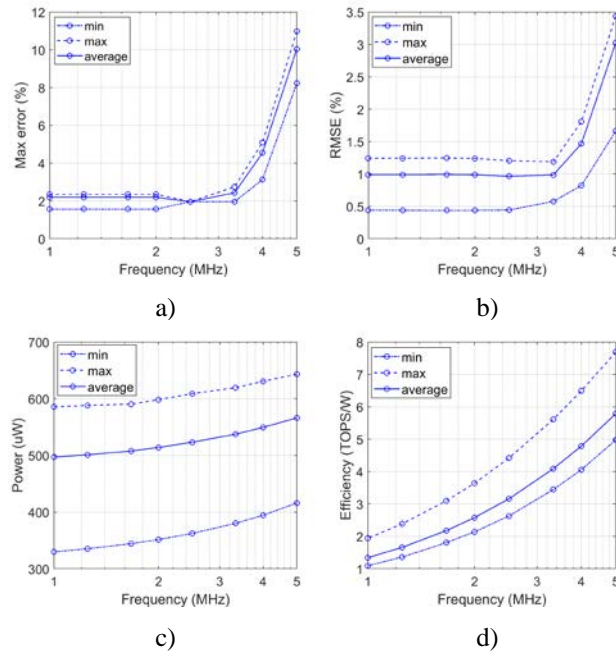 12
10
8
6
4
2
0
Max error (%)
min
max
average
1
2
3
4
5
Frequency (MHz)
a)
3.5
3
2.5
2
1.5
1
0.5
0
RMSE (%)
min
max
average
1
2
3
4
5
Frequency (MHz)
b)
700
600
500
400
300
Power (uW)
min
max
average
1
2
3
4
5
Frequency (MHz)
c)
8
7
6
5
4
3
2
1
Efficiency (TOPS/W)
min
max
average
1
2
3
4
5
Frequency (MHz)
d)